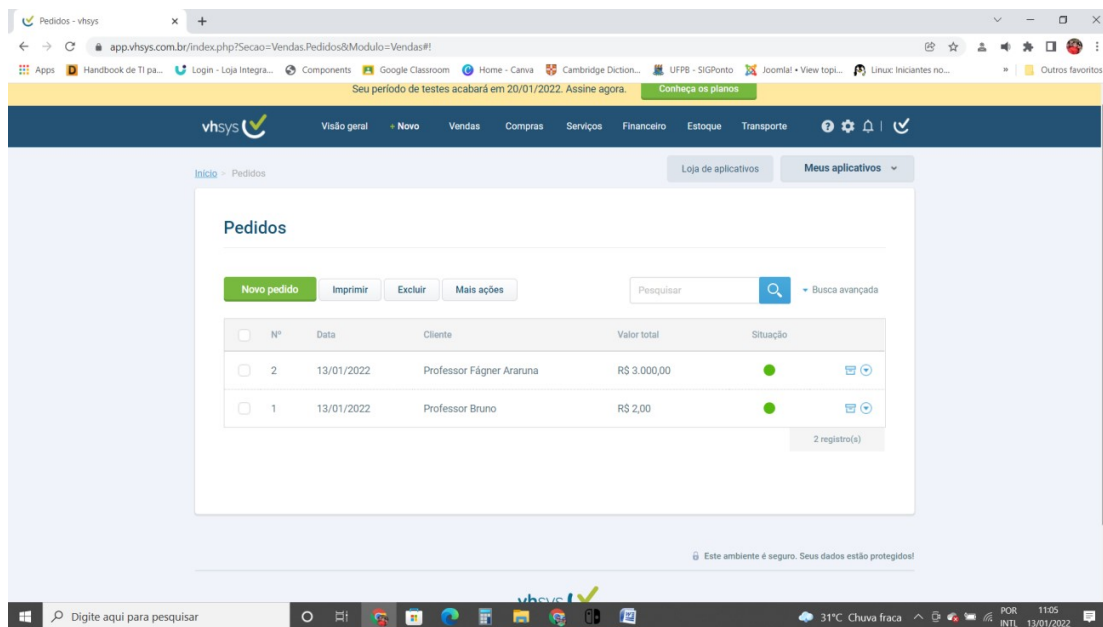 Pedidos - vhsys
app.vhsys.com.br/index.php?Secao=Vendas.Pedidos&Modulo=Vendas#!
Apps Handbook de TI pa... Login - Loja Integra... Components Google Classroom Home - Canva Cambridge Diction... UFPB - SIGPonto Joomla! • View topi... Linux: Iniciantes no... » Outros favoritos
Seu período de testes acabará em 20/01/2022. Assine agora. Conheça os planos
vhsys Visão geral + Novo Vendas Compras Serviços Financeiro Estoque Transporte
Início > Pedidos Loja de aplicativos Meus aplicativos
Pedidos
Novo pedido Imprimir Excluir Mais ações Pesquisar Busca avançada
Nº Data Cliente Valor total Situação
2 13/01/2022 Professor Fágner Araruna R$ 3.000,00
1 13/01/2022 Professor Bruno R$ 2,00
2 registro(s)
Este ambiente é seguro. Seus dados estão protegidos!
vhsys
Digite aqui para pesquisar 31°C Chuva fraca POR 11:05
INTL 13/01/2022